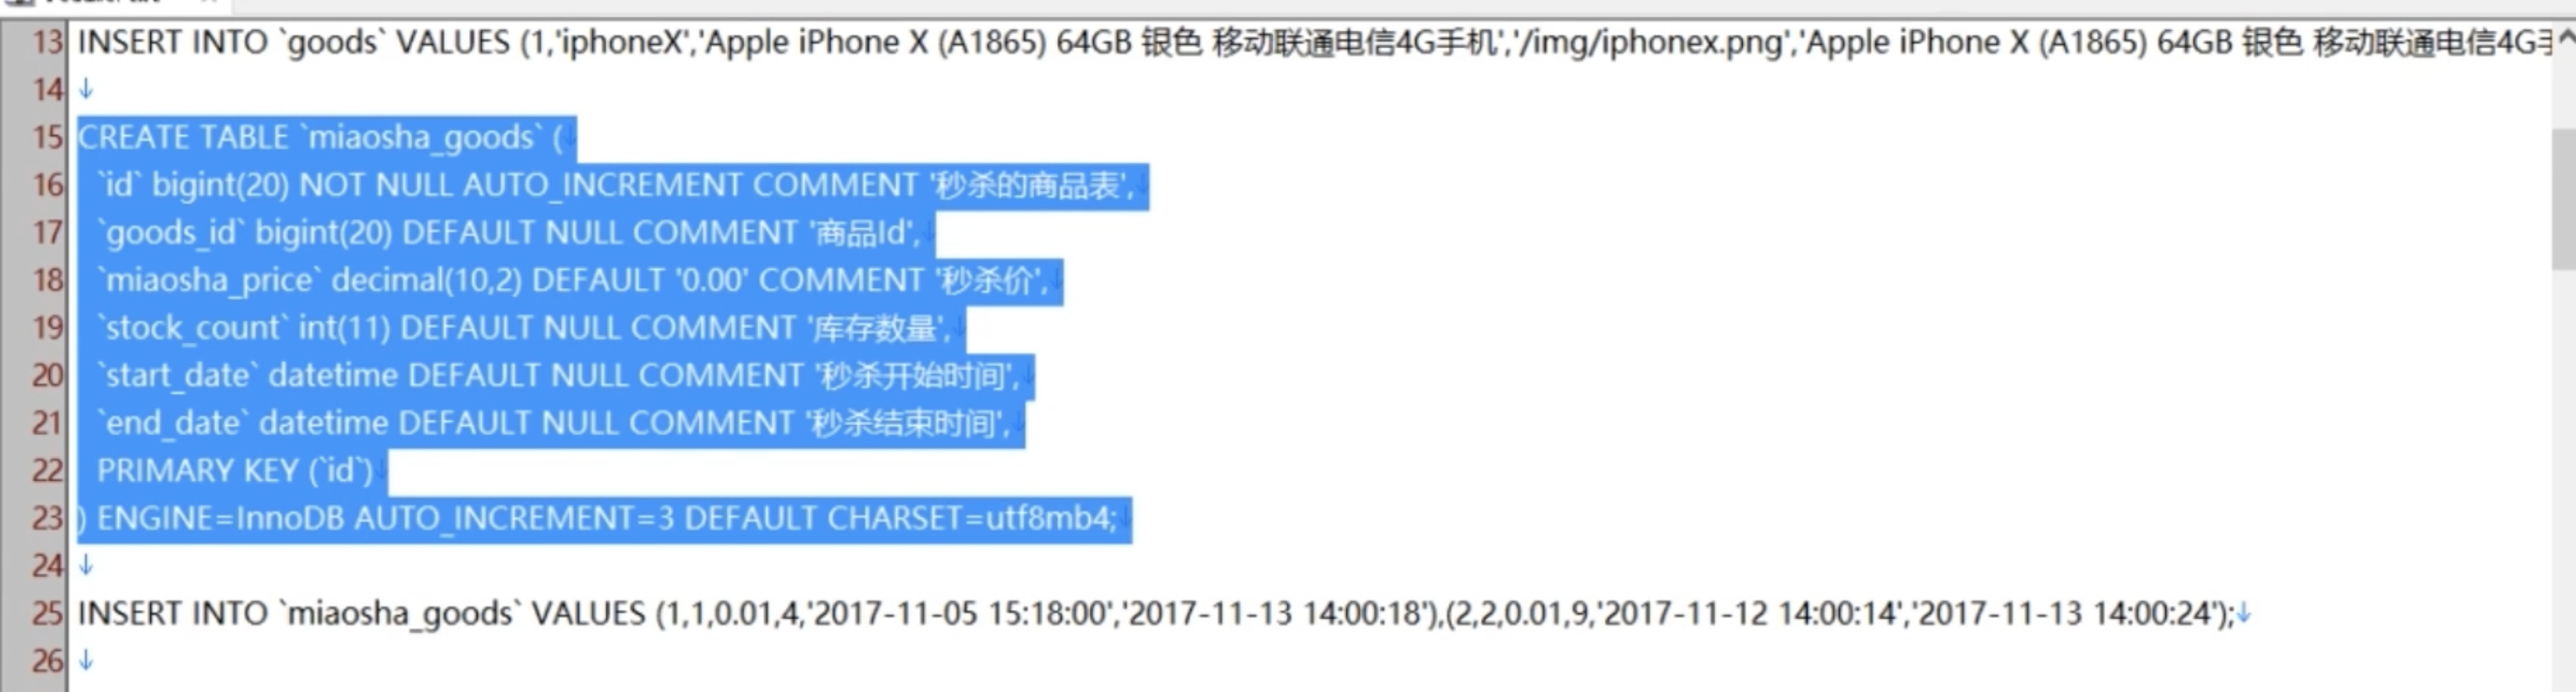 13 INSERT INTO `goods` VALUES (1,'iphoneX','Apple iPhone X (A1865) 64GB 银色 移动联通电信4G手机','/img/iphonex.png','Apple iPhone X (A1865) 64GB 银色 移动联通电信4G手
14 ↓
15 CREATE TABLE `miaosha_goods` (↓
16 `id` bigint(20) NOT NULL AUTO_INCREMENT COMMENT '秒杀的商品表',↓
17 `goods_id` bigint(20) DEFAULT NULL COMMENT '商品Id',↓
18 `miaosha_price` decimal(10,2) DEFAULT '0.00' COMMENT '秒杀价',↓
19 `stock_count` int(11) DEFAULT NULL COMMENT '库存数量',↓
20 `start_date` datetime DEFAULT NULL COMMENT '秒杀开始时间',↓
21 `end_date` datetime DEFAULT NULL COMMENT '秒杀结束时间',↓
22 PRIMARY KEY (`id`)↓
23 ) ENGINE=InnoDB AUTO_INCREMENT=3 DEFAULT CHARSET=utf8mb4;↓
24 ↓
25 INSERT INTO `miaosha_goods` VALUES (1,1,0.01,4,'2017-11-05 15:18:00','2017-11-13 14:00:18'),(2,2,0.01,9,'2017-11-12 14:00:14','2017-11-13 14:00:24');↓
26 ↓